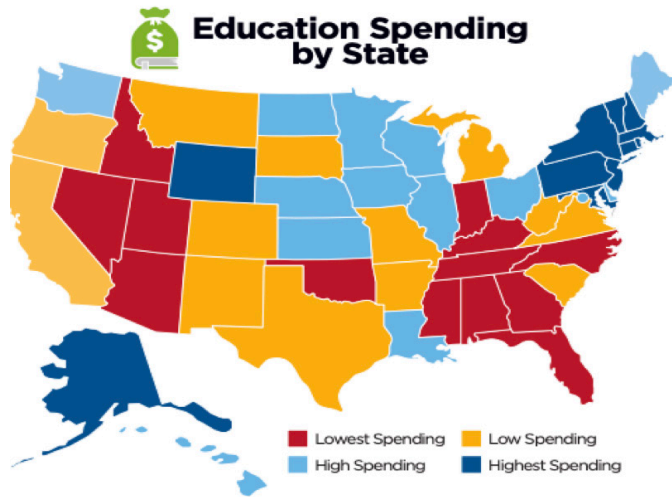 $
Education Spending
by State
Lowest Spending
Low Spending
High Spending
Highest Spending